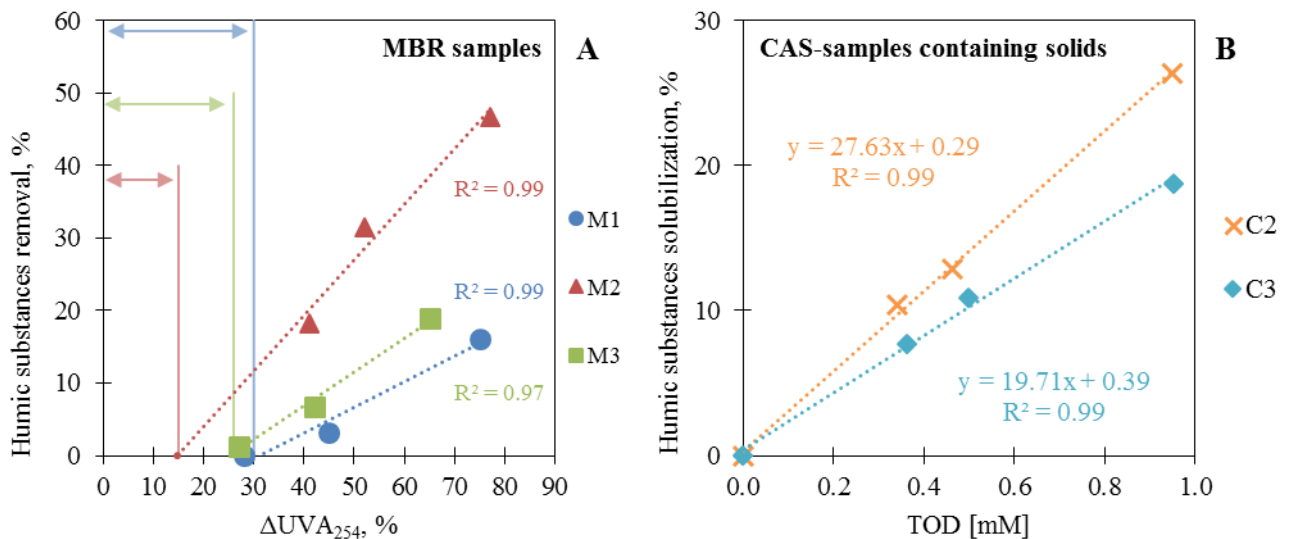 MBR samples
A
Humic substances removal, %
60
50
40
30
20
10
0
R² = 0.99
R² = 0.99
R² = 0.97
0 10 20 30 40 50 60 70 80 90
ΔUVA₂₅₄, %
M1
M2
M3
CAS-samples containing solids
B
Humic substances solubilization, %
30
20
10
0
y = 27.63x + 0.29
R² = 0.99
y = 19.71x + 0.39
R² = 0.99
0.0 0.2 0.4 0.6 0.8 1.0
TOD [mM]
C2
C3